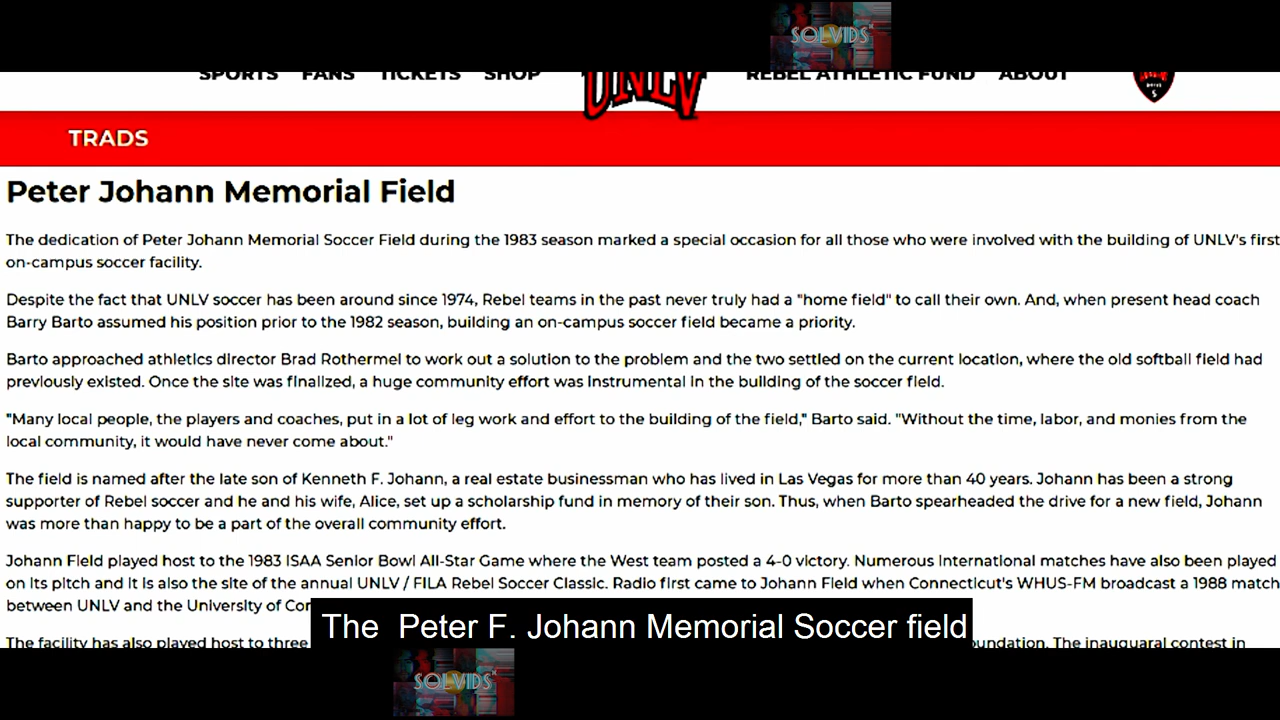 SOLVIDS
SPORTS FANS TICKETS SHOP UNLV REBEL ATHLETIC FUND ABOUT
TRADS
Peter Johann Memorial Field
The dedication of Peter Johann Memorial Soccer Field during the 1983 season marked a special occasion for all those who were involved with the building of UNLV's first
on-campus soccer facility.
Despite the fact that UNLV soccer has been around since 1974, Rebel teams in the past never truly had a "home field" to call their own. And, when present head coach
Barry Barto assumed his position prior to the 1982 season, building an on-campus soccer field became a priority.
Barto approached athletics director Brad Rothermel to work out a solution to the problem and the two settled on the current location, where the old softball field had
previously existed. Once the site was finalized, a huge community effort was instrumental in the building of the soccer field.
"Many local people, the players and coaches, put in a lot of leg work and effort to the building of the field," Barto said. "Without the time, labor, and monies from the
local community, it would have never come about."
The field is named after the late son of Kenneth F. Johann, a real estate businessman who has lived in Las Vegas for more than 40 years. Johann has been a strong
supporter of Rebel soccer and he and his wife, Alice, set up a scholarship fund in memory of their son. Thus, when Barto spearheaded the drive for a new field, Johann
was more than happy to be a part of the overall community effort.
Johann Field played host to the 1983 ISAA Senior Bowl All-Star Game where the West team posted a 4-0 victory. Numerous international matches have also been played
on its pitch and it is also the site of the annual UNLV / FILA Rebel Soccer Classic. Radio first came to Johann Field when Connecticut's WHUS-FM broadcast a 1988 match
between UNLV and the University of
The Peter F. Johann Memorial Soccer field
The facility has also played host to three
The inaugural contest in
SOLVIDS